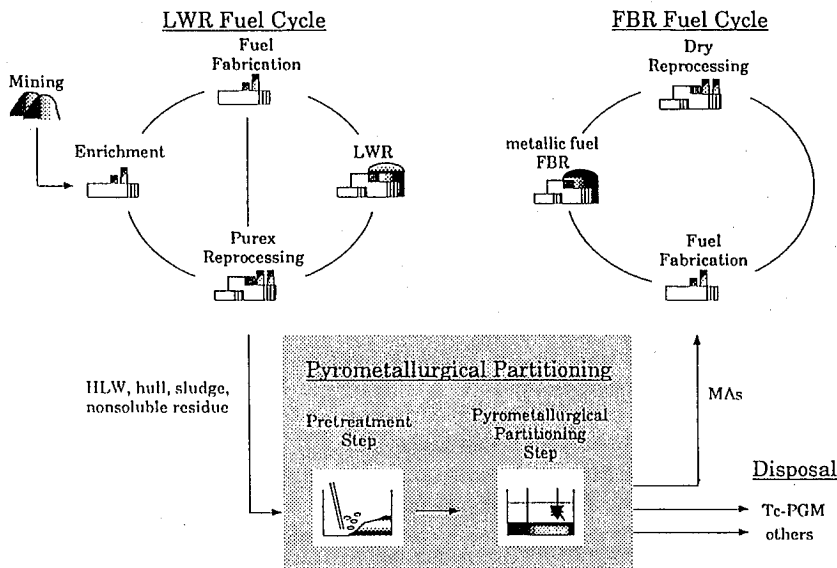 LWR Fuel Cycle
FBR Fuel Cycle
Fuel
Fabrication
Dry
Reprocessing
Mining
Enrichment
LWR
metallic fuel
FBR
Purex
Reprocessing
Fuel
Fabrication
Pyrometallurgical Partitioning
HLW, hull, sludge,
nonsoluble residue
MAs
Pretreatment
Step
Pyrometallurgical
Partitioning
Step
Disposal
Tc-PGM
others